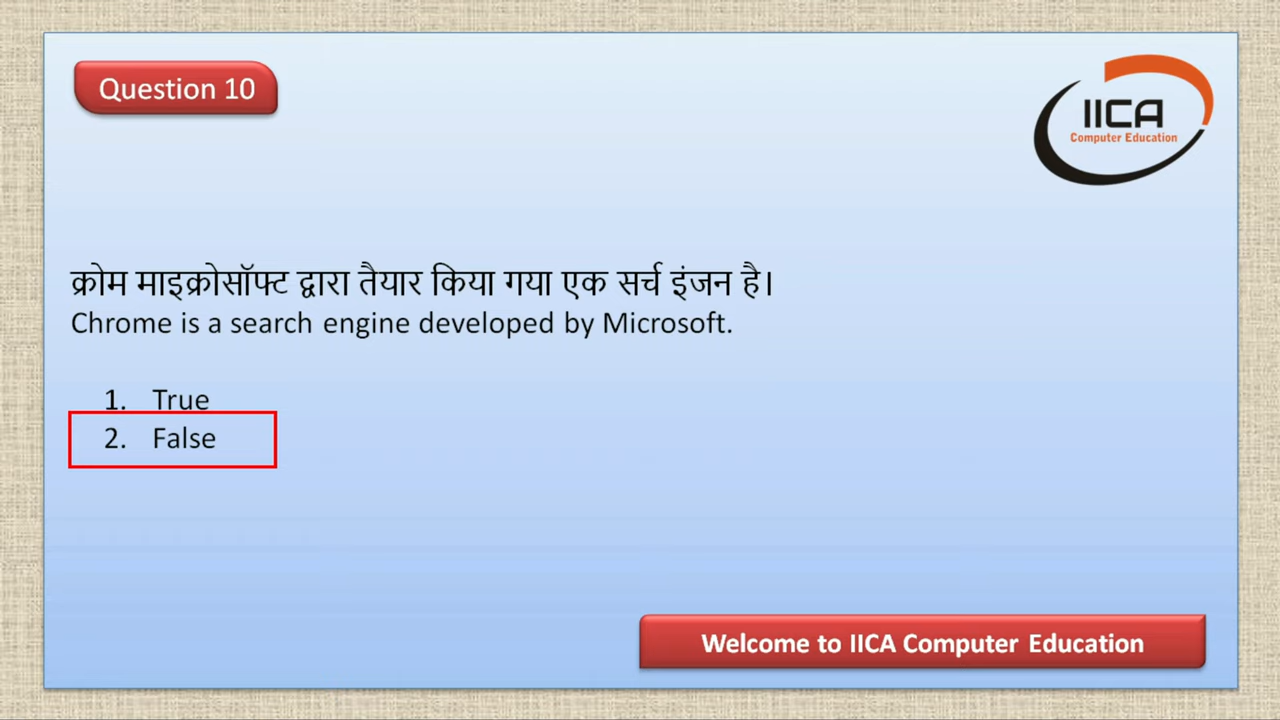 Question 10
IICA
Computer Education
क्रोम माइक्रोसॉफ्ट द्वारा तैयार किया गया एक सर्च इंजन है।
Chrome is a search engine developed by Microsoft.
1. True
2. False
Welcome to IICA Computer Education